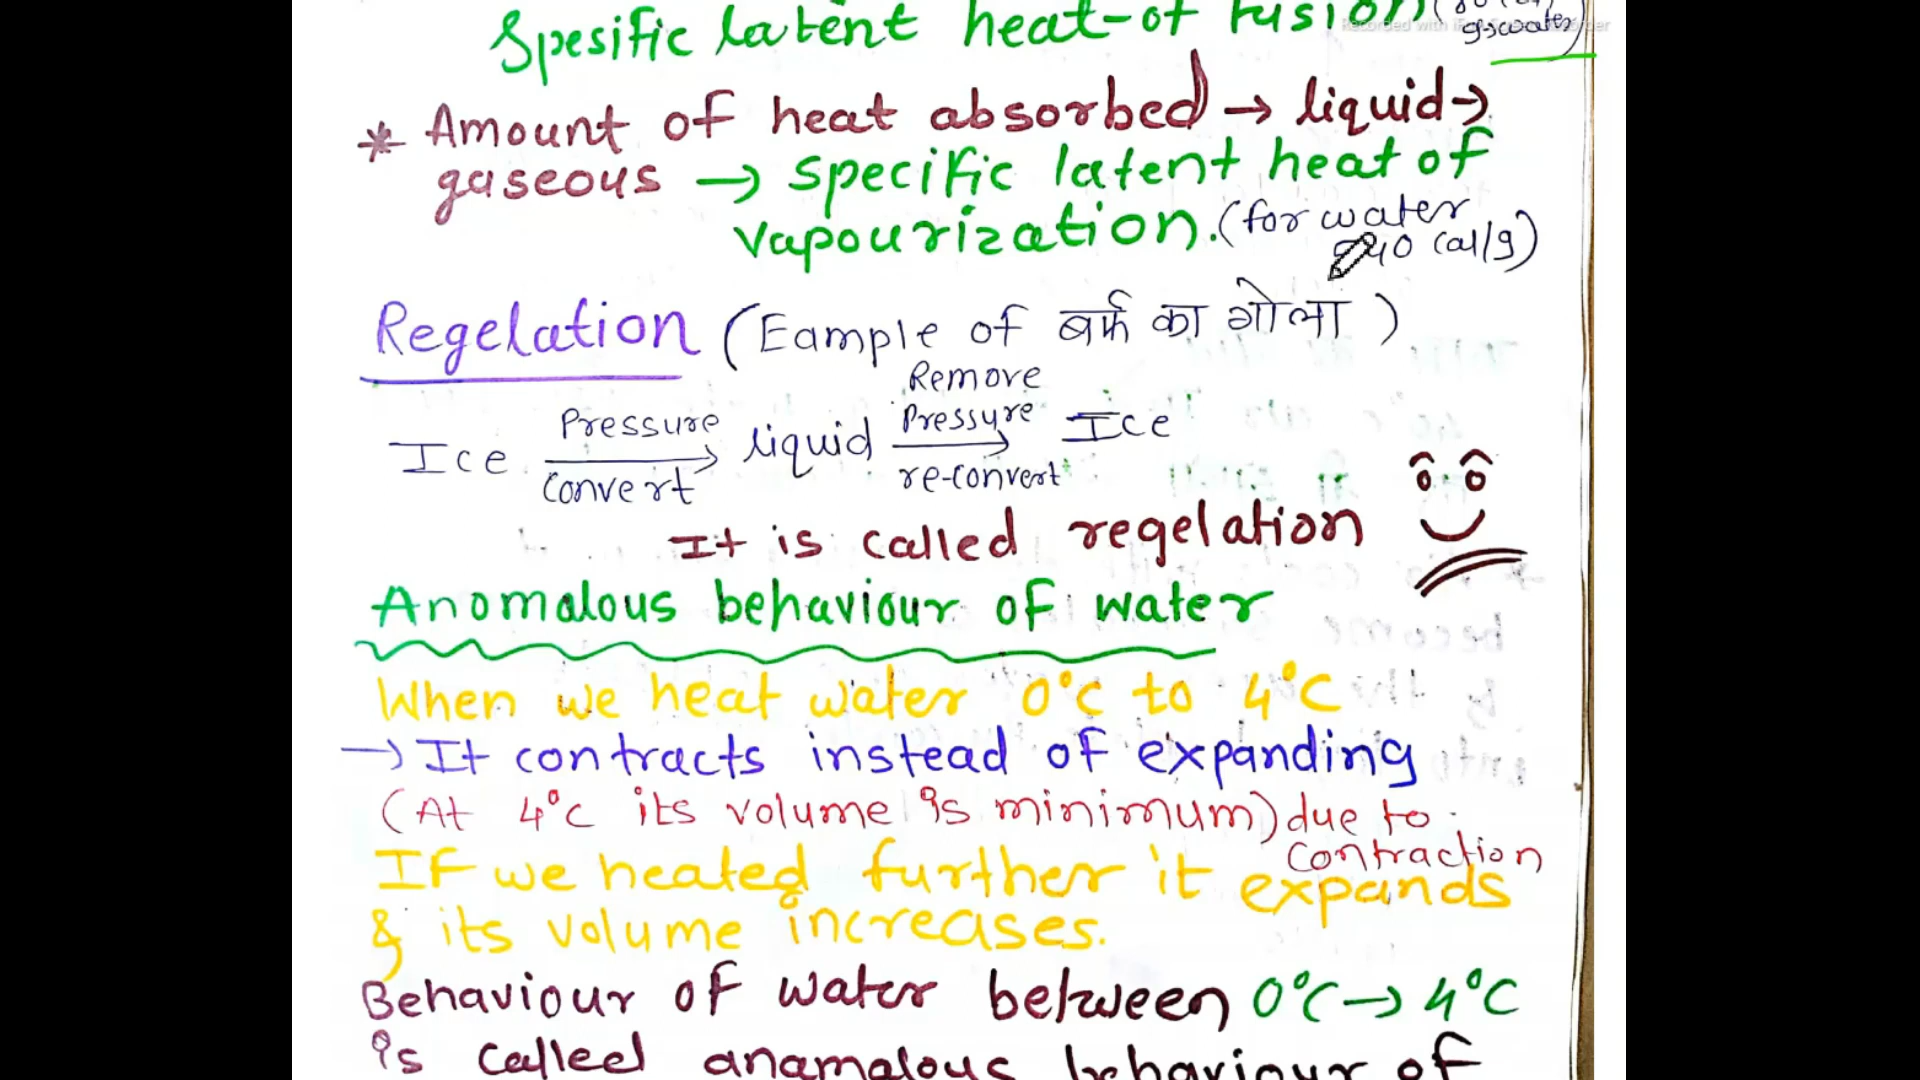 Spesific latent heat of fusion
* Amount of heat absorbed → liquid →
gaseous → specific latent heat of
vapourization. (for water
540 cal/g)
Regelation (Eample of बर्फ का गोला )
Ice Pressure Convert → liquid Remove Pressure re-convert → Ice
It is called regelation
Anomalous behaviour of water
When we heat water 0°C to 4°C
→ It contracts instead of expanding
(At 4°C its volume is minimum) due to
contraction
If we heated further it expands
& its volume increases.
Behaviour of water between 0°C → 4°C
is called anamalous behaviour of